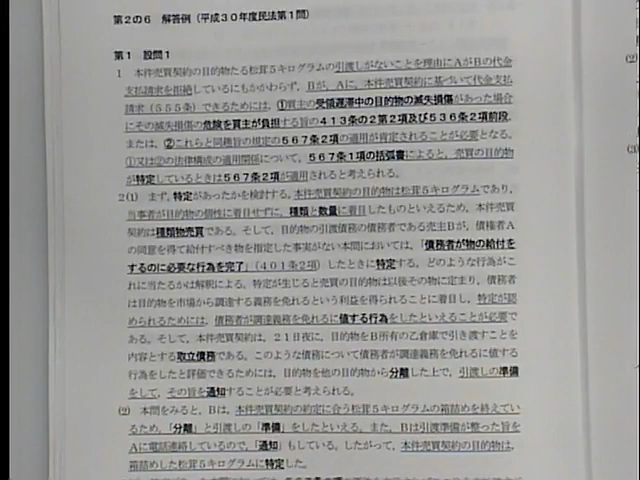 第2の6 解答例（平成30年度民法第1問）
第1 設問1
1 本件売買契約の目的物たる松茸5キログラムの引渡しがないことを理由にAがBの代金
支払請求を拒絶しているにもかかわらず、Bが、Aに、本件売買契約に基づいて代金支払
請求（555条）できるためには、①買主の受領遅滞中の目的物の滅失損傷があった場合
にその滅失損傷の危険を買主が負担する旨の413条の2第2項及び536条2項前段、
または、②これらと同趣旨の規定の567条2項の適用が肯定されることが必要となる。
①又は②の法律構成の適用関係について、567条1項の括弧書によると、売買の目的物
が特定しているときは567条2項が適用されると考えられる。
2(1) まず、特定があったかを検討する。本件売買契約の目的物は松茸5キログラムであり、
当事者が目的物の個性に着目せずに、種類と数量に着目したものといえるため、本件売買
契約は種類物売買である。そして、目的物の引渡債務の債務者である売主Bが、債権者A
の同意を得て給付すべき物を指定した事実がない本問においては、「債務者が物の給付を
するのに必要な行為を完了」（401条2項）したときに特定する。どのような行為がこ
れに当たるかは解釈による。特定が生じると売買の目的物は以後その物に定まり、債務者
は目的物を市場から調達する義務を免れるという利益を得られることに着目し、特定が認
められるためには、債務者が調達義務を免れるに値する行為をしたといえることが必要で
ある。そして、本件売買契約は、21日夜に、目的物をB所有の乙倉庫で引き渡すことを
内容とする取立債務である。このような債務について債務者が調達義務を免れるに値する
行為をしたと評価できるためには、目的物を他の目的物から分離した上で、引渡しの準備
をして、その旨を通知することが必要と考えられる。
(2) 本問をみると、Bは、本件売買契約の約定に合う松茸5キログラムの箱詰めを終えてい
るため、「分離」と引渡しの「準備」をしたといえる。また、Bは引渡準備が整った旨を
Aに電話連絡しているので、「通知」もしている。したがって、本件売買契約の目的物は、
箱詰めした松茸5キログラムに特定した。
(2)